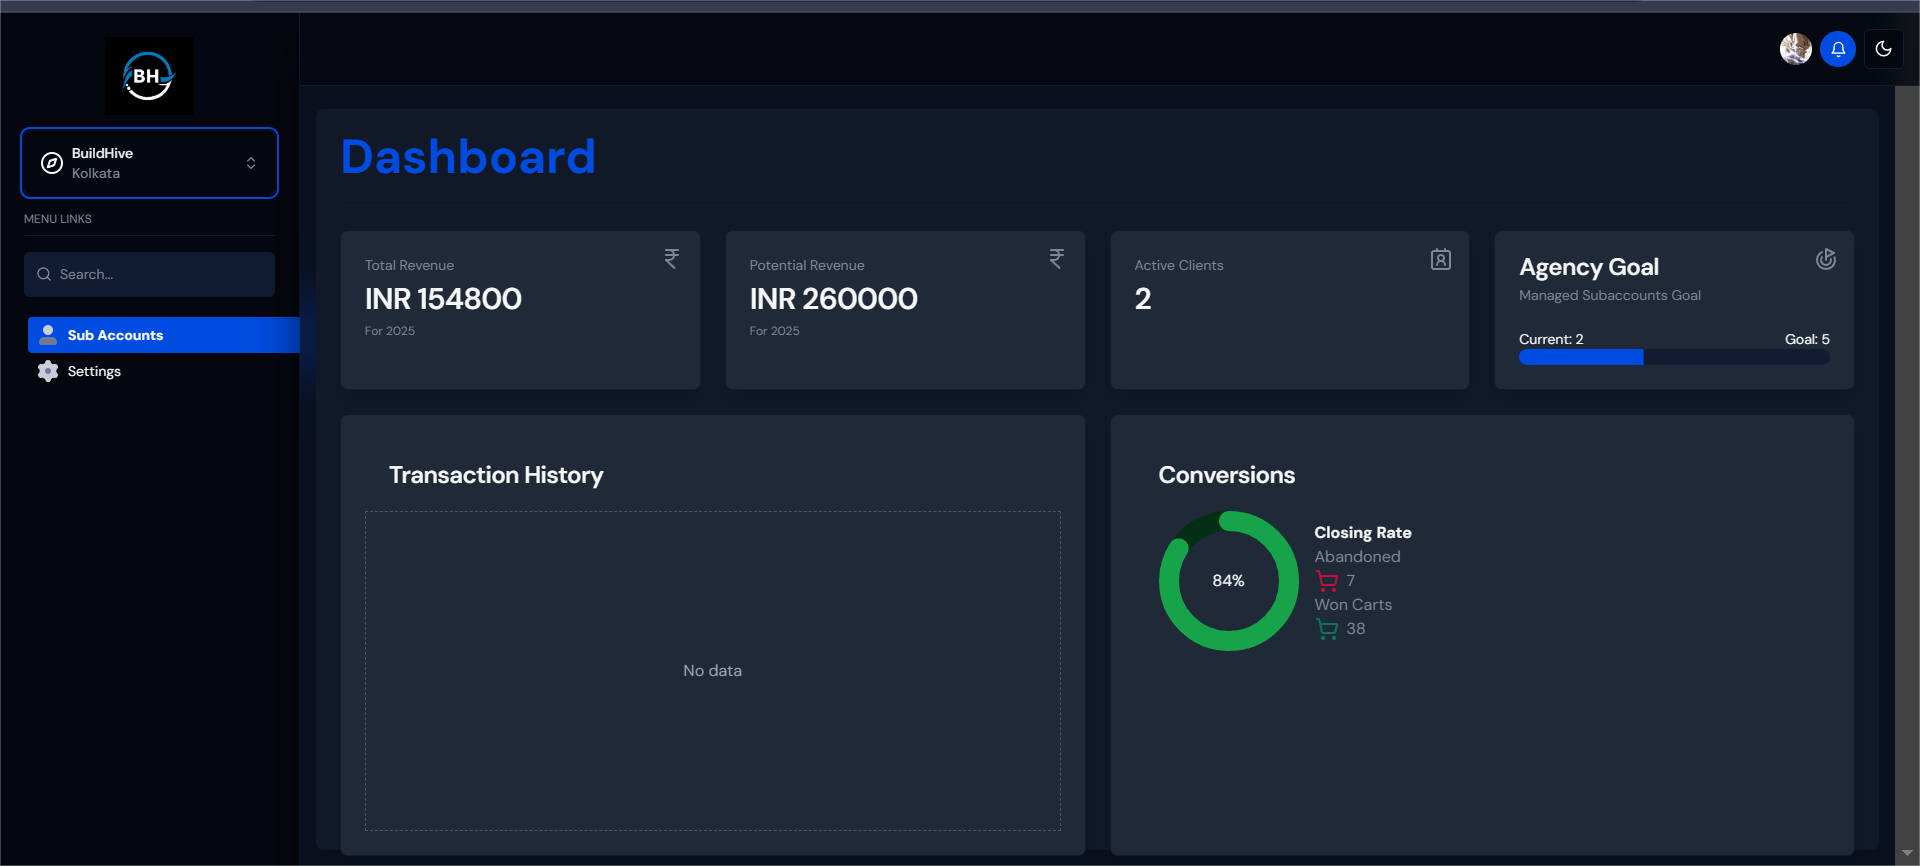 BH
BuildHive
Kolkata
MENU LINKS
Search...
Sub Accounts
Settings
Dashboard
Total Revenue
INR 154800
For 2025
Potential Revenue
INR 260000
For 2025
Active Clients
2
Agency Goal
Managed Subaccounts Goal
Current: 2 Goal: 5
Transaction History
No data
Conversions
84%
Closing Rate
Abandoned
7
Won Carts
38